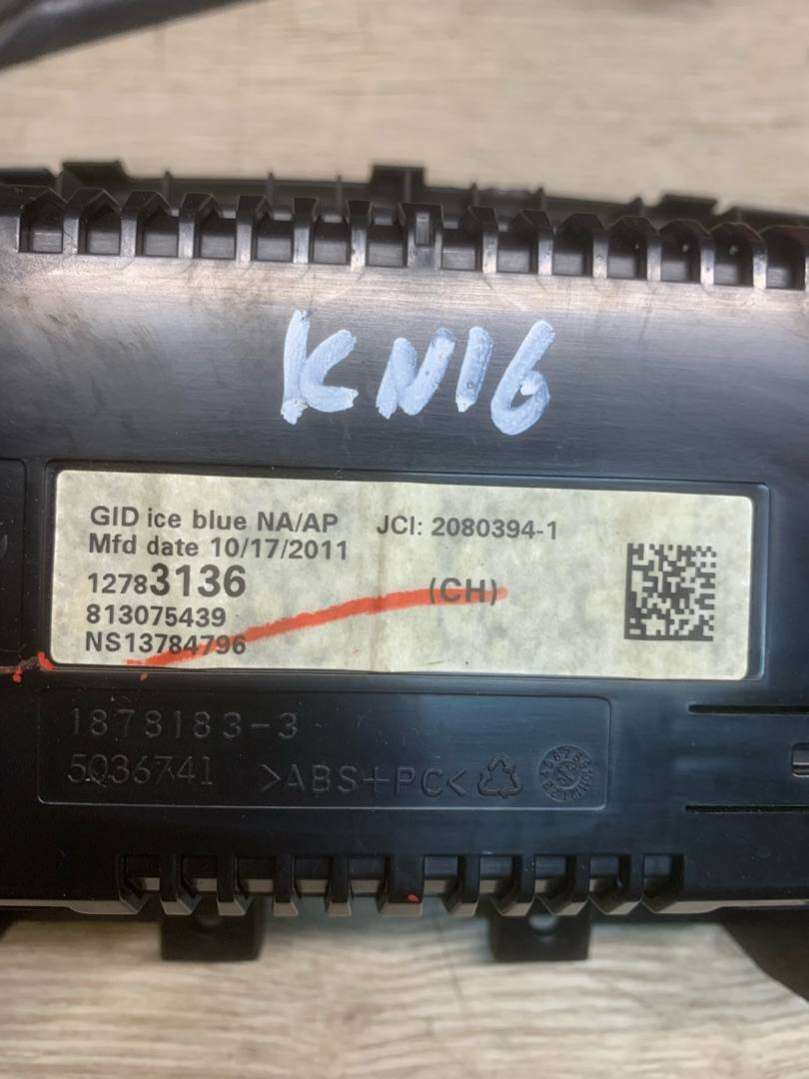 KN16
GID ice blue NA/AP JCI: 2080394-1
Mfd date 10/17/2011
12783136 (CH)
813075439
NS13784796
1878183-3
5Q36741 >ABS+PC<